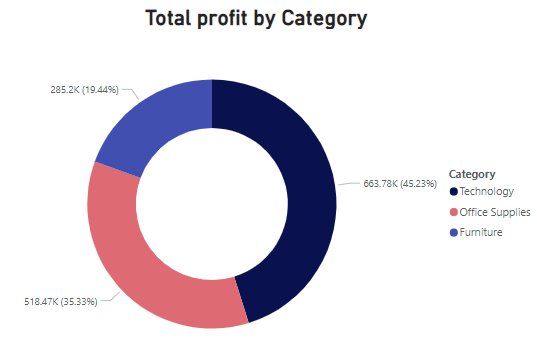 Total profit by Category
285.2K (19.44%)
663.78K (45.23%)
518.47K (35.33%)
Category
Technology
Office Supplies
Furniture